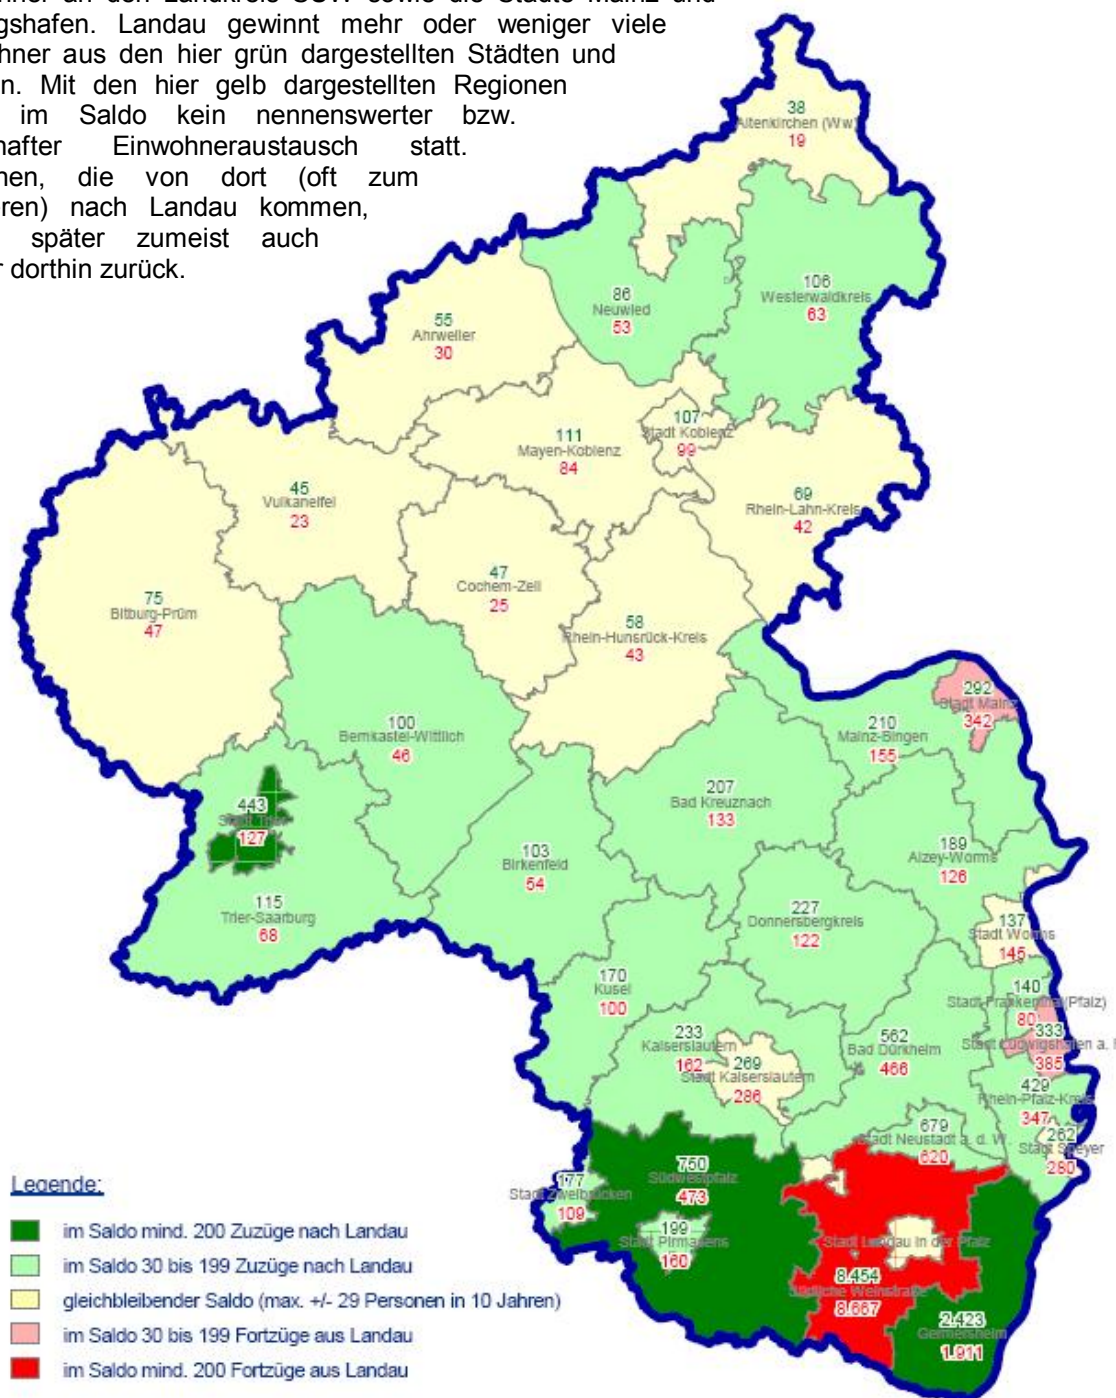 gshafen. Landau gewinnt mehr oder weniger viele
hner aus den hier grün dargestellten Städten und
n. Mit den hier gelb dargestellten Regionen
im Saldo kein nennenswerter bzw.
hafter Einwohneraustausch statt.
nen, die von dort (oft zum
ren) nach Landau kommen,
später zumeist auch
r dorthin zurück.
38
Altenkirchen (Ww)
19
106
Westerwaldkreis
63
86
Neuwied
53
55
Ahrweiler
30
107
Stadt Koblenz
99
111
Mayen-Koblenz
84
69
Rhein-Lahn-Kreis
42
45
Vulkaneifel
23
47
Cochem-Zell
25
75
Bitburg-Prüm
47
58
Rhein-Hunsrück-Kreis
43
292
Stadt Mainz
342
210
Mainz-Bingen
155
100
Bernkastel-Wittlich
46
207
Bad Kreuznach
133
443
Stadt Trier
127
189
Alzey-Worms
126
103
Birkenfeld
54
115
Trier-Saarburg
68
227
Donnersbergkreis
122
137
Stadt Worms
145
170
Kusel
100
140
Stadt Frankenthal (Pfalz)
80
333
Stadt Ludwigshafen a.
385
233
Kaiserslautern
162
269
Stadt Kaiserslautern
286
562
Bad Dürkheim
466
429
Rhein-Pfalz-Kreis
347
679
Stadt Neustadt a. d. W.
620
262
Stadt Speyer
280
750
Südwestpfalz
473
177
Stadt Zweibrücken
109
199
Stadt Pirmasens
160
Stadt Landau in der Pfalz
8.454
Südliche Weinstraße
8.667
2.423
Germersheim
1.911
Legende:
im Saldo mind. 200 Zuzüge nach Landau
im Saldo 30 bis 199 Zuzüge nach Landau
gleichbleibender Saldo (max. +/- 29 Personen in 10 Jahren)
im Saldo 30 bis 199 Fortzüge aus Landau
im Saldo mind. 200 Fortzüge aus Landau